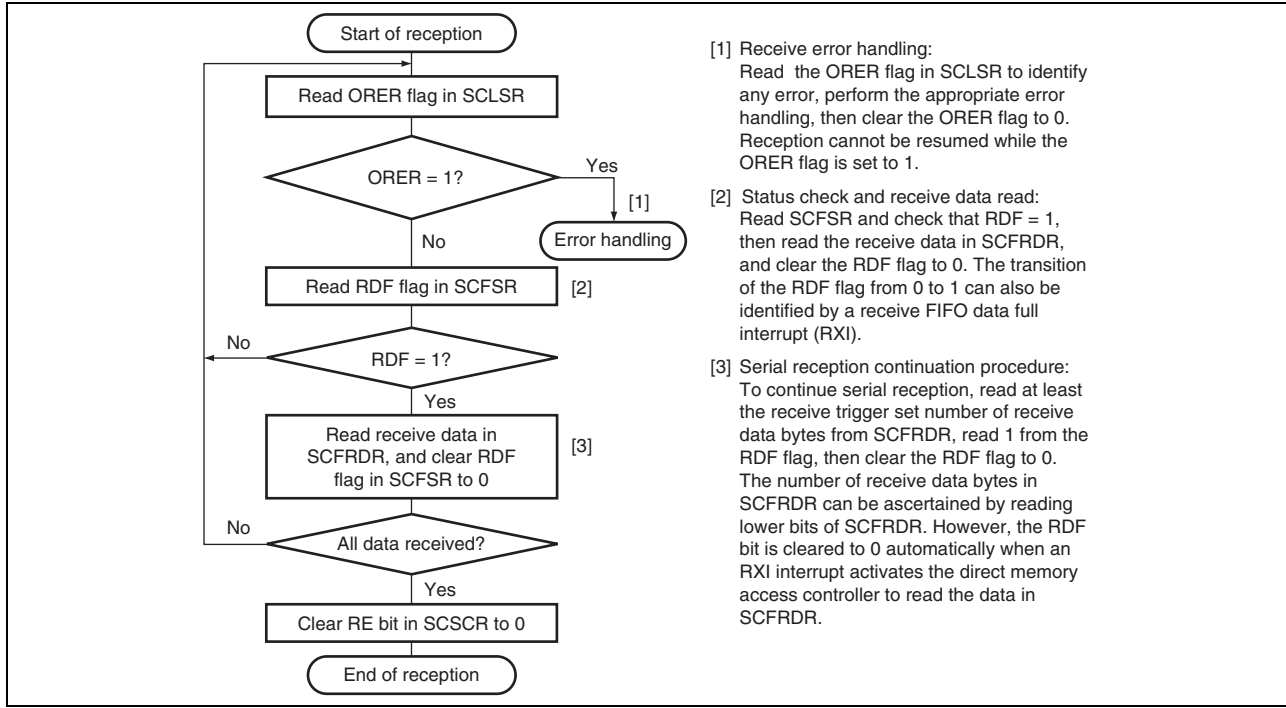 Start of reception
Read ORER flag in SCLSR
ORER = 1?
Yes
[1]
Error handling
No
Read RDF flag in SCFSR
[2]
No
RDF = 1?
Yes
Read receive data in
SCFRDR, and clear RDF
flag in SCFSR to 0
[3]
No
All data received?
Yes
Clear RE bit in SCSCR to 0
End of reception
[1] Receive error handling:
Read the ORER flag in SCLSR to identify
any error, perform the appropriate error
handling, then clear the ORER flag to 0.
Reception cannot be resumed while the
ORER flag is set to 1.
[2] Status check and receive data read:
Read SCFSR and check that RDF = 1,
then read the receive data in SCFRDR,
and clear the RDF flag to 0. The transition
of the RDF flag from 0 to 1 can also be
identified by a receive FIFO data full
interrupt (RXI).
[3] Serial reception continuation procedure:
To continue serial reception, read at least
the receive trigger set number of receive
data bytes from SCFRDR, read 1 from the
RDF flag, then clear the RDF flag to 0.
The number of receive data bytes in
SCFRDR can be ascertained by reading
lower bits of SCFRDR. However, the RDF
bit is cleared to 0 automatically when an
RXI interrupt activates the direct memory
access controller to read the data in
SCFRDR.